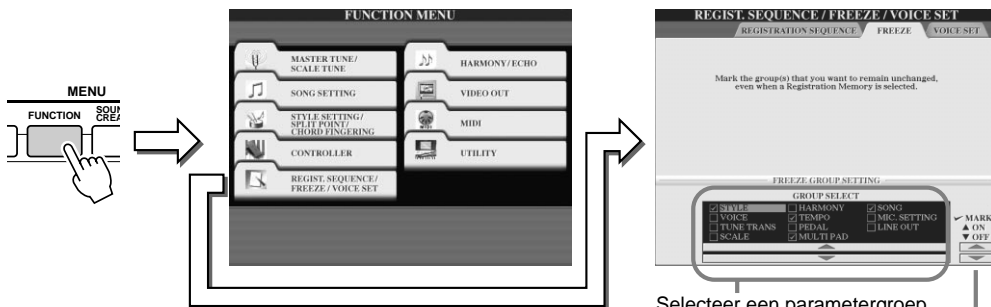 MENU
FUNCTION
SOUN
CREA
FUNCTION MENU
MASTER TUNE/
SCALE TUNE
SONG SETTING
STYLE SETTING/
SPLIT POINT/
CHORD FINGERING
CONTROLLER
REGIST. SEQUENCE/
FREEZE / VOICE SET
HARMONY/ECHO
VIDEO OUT
MIDI
UTILITY
REGIST. SEQUENCE / FREEZE / VOICE SET
REGISTRATION SEQUENCE FREEZE VOICE SET
Mark the group(s) that you want to remain unchanged,
even when a Registration Memory is selected.
FREEZE GROUP SETTING
GROUP SELECT
STYLE HARMONY SONG
VOICE TEMPO MIC. SETTING
TUNE TRANS PEDAL LINE OUT
SCALE MULTI PAD
MARK
▲ ON
▼ OFF
Selecteer een parametergroep